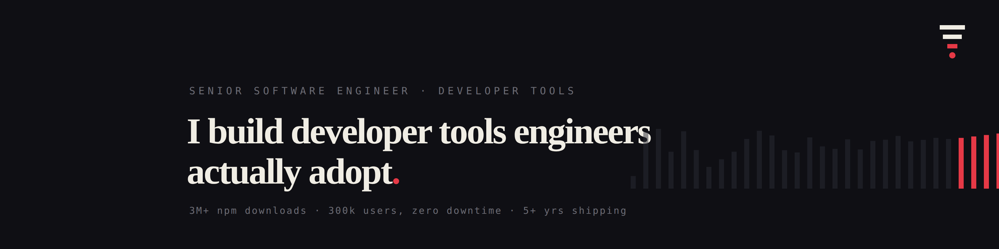 SENIOR SOFTWARE ENGINEER · DEVELOPER TOOLS
I build developer tools engineers
actually adopt.
3M+ npm downloads · 300k users, zero downtime · 5+ yrs shipping